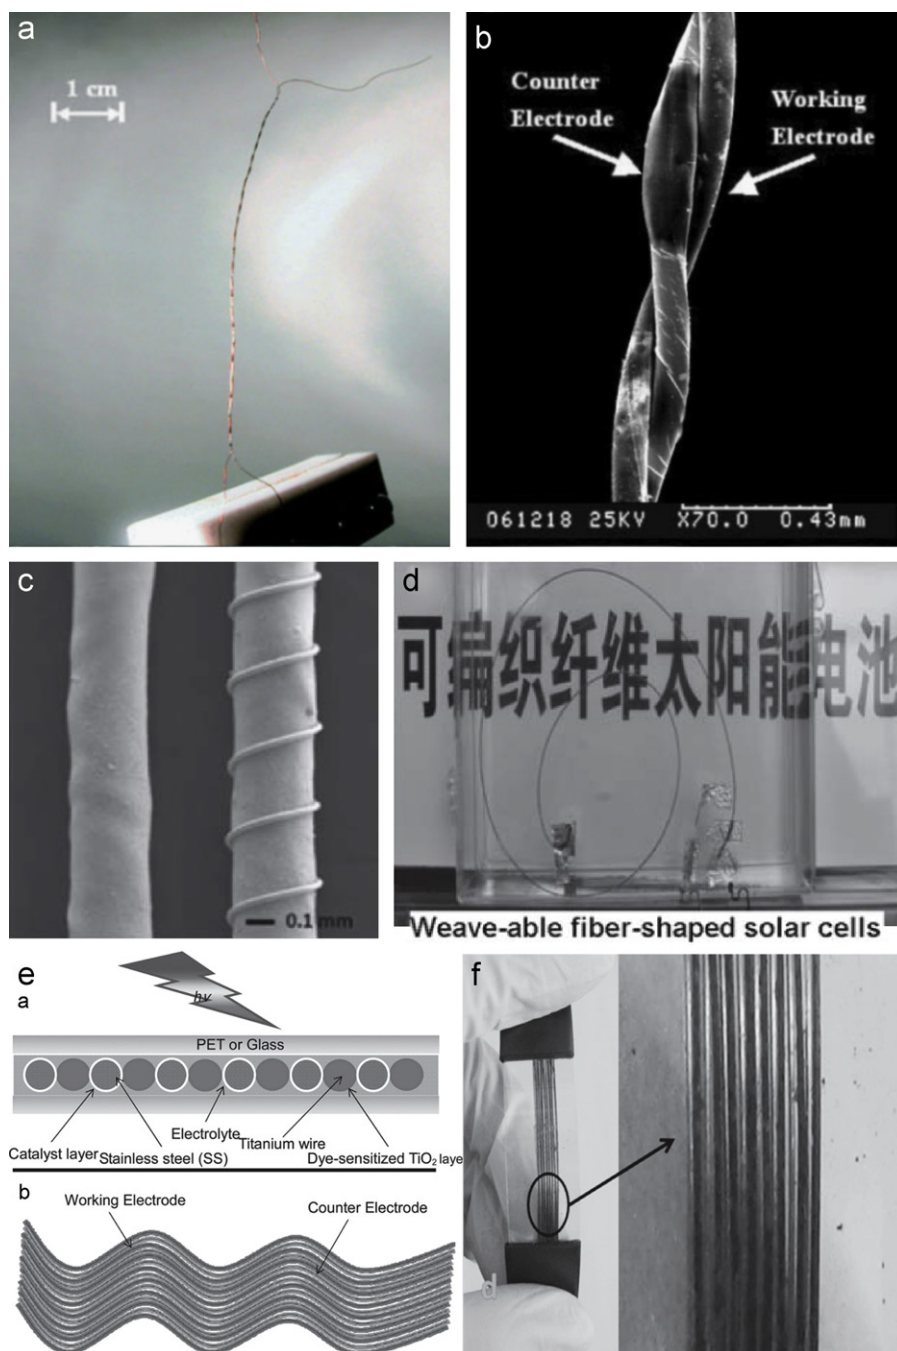 a
1 cm
b
Counter
Electrode
Working
Electrode
061218 25KV X70.0 0.43mm
c
0.1 mm
d
可编织纤维太阳能电池
Weave-able fiber-shaped solar cells
e
a
hν
PET or Glass
Electrolyte
Titanium wire
Catalyst layer
Stainless steel (SS)
Dye-sensitized TiO₂ layer
b
Working Electrode
Counter Electrode
f
d